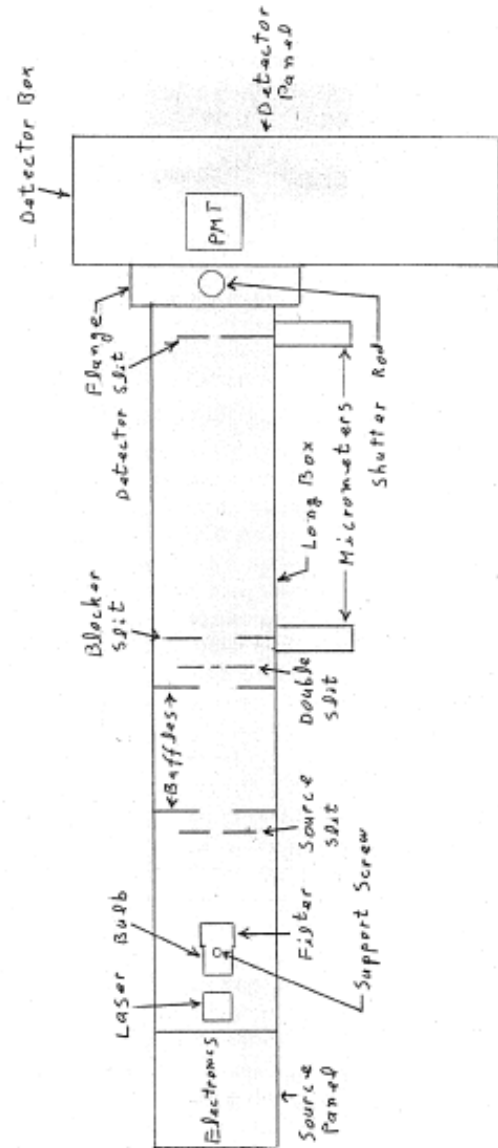 Laser
Bulb
Blocker
Slit
Detector
Slit
Flange
Detector Box
Electronics
Baffles
PMT
Source
Panel
Support Screw
Filter
Source
Slit
Double
Slit
Long Box
Micrometers
Shutter Rod
Detector
Panel